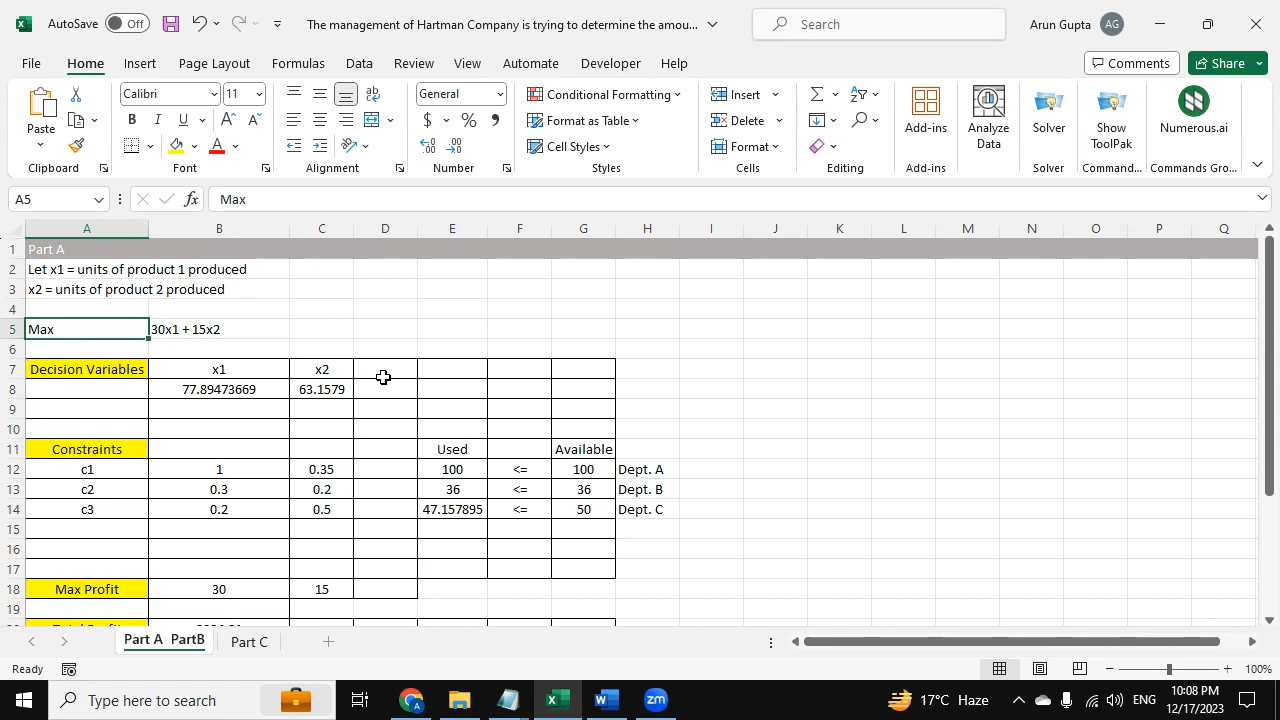 AutoSave Off The management of Hartman Company is trying to determine the amou... Search Arun Gupta AG
File Home Insert Page Layout Formulas Data Review View Automate Developer Help Comments Share
Calibri 11 General Conditional Formatting Insert
Paste B I U A $ % Format as Table Delete Add-ins Analyze Data Solver Show ToolPak Numerous.ai
Cell Styles Format
Clipboard Font Alignment Number Styles Cells Editing Add-ins Solver Command... Commands Gro...
A5 fx Max
A B C D E F G H I J K L M N O P Q
1 Part A
2 Let x1 = units of product 1 produced
3 x2 = units of product 2 produced
4
5 Max 30x1 + 15x2
6
7 Decision Variables x1 x2
8 77.89473669 63.1579
9
10
11 Constraints Used Available
12 c1 1 0.35 100 <= 100 Dept. A
13 c2 0.3 0.2 36 <= 36 Dept. B
14 c3 0.2 0.5 47.157895 <= 50 Dept. C
15
16
17
18 Max Profit 30 15
19
Part A PartB Part C
Ready 100%
Type here to search 17°C Haze ENG 10:08 PM
12/17/2023